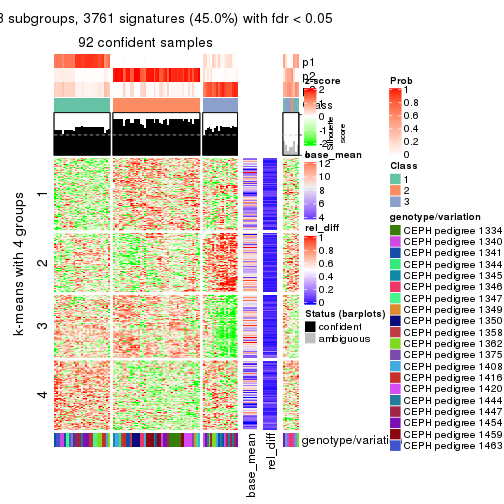 3 subgroups, 3761 signatures (45.0%) with fdr < 0.05
92 confident samples
p1
p2
z-score
2
-2
Class
silhouette
score
base_mean
12
10
8
6
4
rel_diff
1
0.8
0.6
0.4
0.2
0
Status (barplots)
confident
ambiguous
Prob
1
0.8
0.6
0.4
0.2
0
Class
1
2
3
genotype/variation
CEPH pedigree 1334
CEPH pedigree 1340
CEPH pedigree 1341
CEPH pedigree 1344
CEPH pedigree 1345
CEPH pedigree 1346
CEPH pedigree 1347
CEPH pedigree 1349
CEPH pedigree 1350
CEPH pedigree 1358
CEPH pedigree 1362
CEPH pedigree 1375
CEPH pedigree 1408
CEPH pedigree 1416
CEPH pedigree 1420
CEPH pedigree 1444
CEPH pedigree 1447
CEPH pedigree 1454
CEPH pedigree 1459
CEPH pedigree 1463
k-means with 4 groups
1
2
3
4
genotype/variati
base_mean
rel_diff